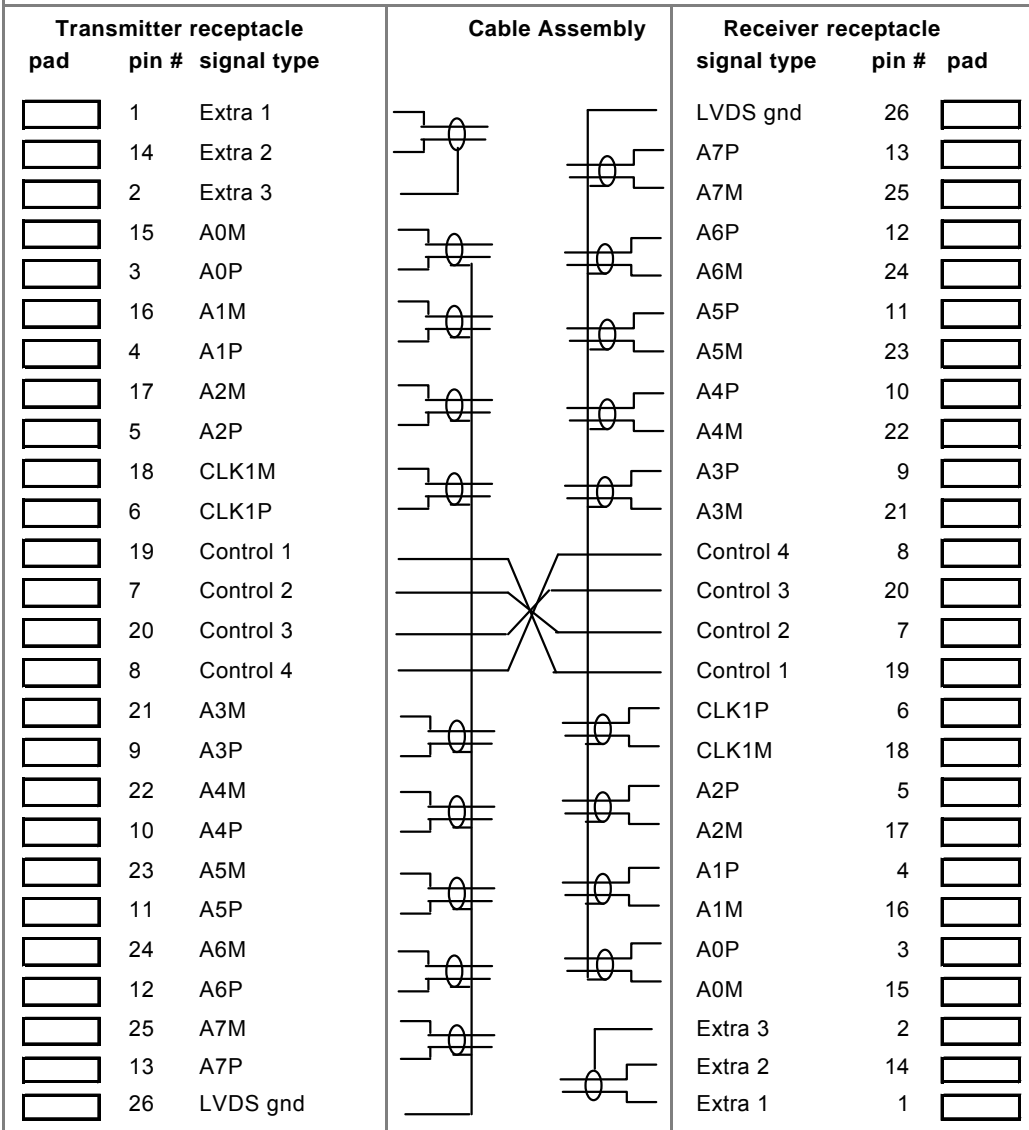 Transmitter receptacle Cable Assembly Receiver receptacle
pad pin # signal type signal type pin # pad
1 Extra 1 LVDS gnd 26
14 Extra 2 A7P 13
2 Extra 3 A7M 25
15 A0M A6P 12
3 A0P A6M 24
16 A1M A5P 11
4 A1P A5M 23
17 A2M A4P 10
5 A2P A4M 22
18 CLK1M A3P 9
6 CLK1P A3M 21
19 Control 1 Control 4 8
7 Control 2 Control 3 20
20 Control 3 Control 2 7
8 Control 4 Control 1 19
21 A3M CLK1P 6
9 A3P CLK1M 18
22 A4M A2P 5
10 A4P A2M 17
23 A5M A1P 4
11 A5P A1M 16
24 A6M A0P 3
12 A6P A0M 15
25 A7M Extra 3 2
13 A7P Extra 2 14
26 LVDS gnd Extra 1 1